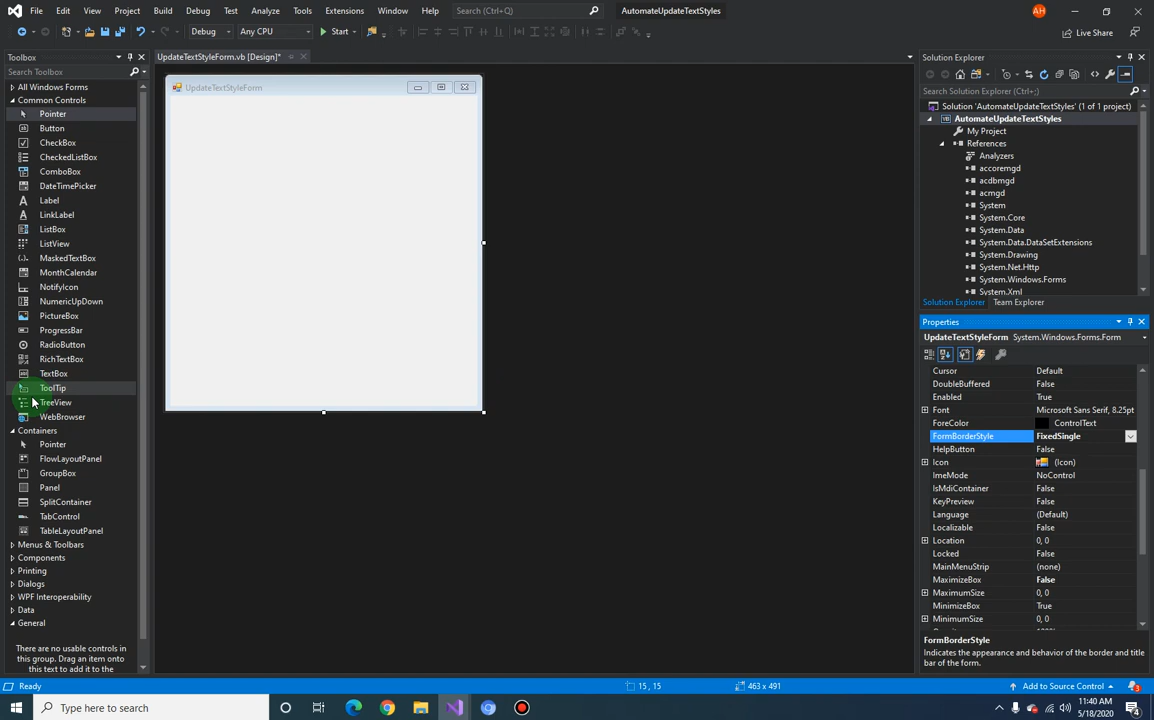 File Edit View Project Build Debug Test Analyze Tools Extensions Window Help Search (Ctrl+Q) AutomateUpdateTextStyles AH
Debug Any CPU Start Live Share
Toolbox
Search Toolbox
All Windows Forms
Common Controls
Pointer
Button
CheckBox
CheckedListBox
ComboBox
DateTimePicker
Label
LinkLabel
ListBox
ListView
MaskedTextBox
MonthCalendar
NotifyIcon
NumericUpDown
PictureBox
ProgressBar
RadioButton
RichTextBox
TextBox
ToolTip
TreeView
WebBrowser
Containers
Pointer
FlowLayoutPanel
GroupBox
Panel
SplitContainer
TabControl
TableLayoutPanel
Menus & Toolbars
Components
Printing
Dialogs
WPF Interoperability
Data
General
There are no usable controls in
this group. Drag an item onto
this text to add it to the
UpdateTextStyleForm.vb [Design]*
UpdateTextStyleForm
Solution Explorer
Search Solution Explorer (Ctrl+;)
Solution 'AutomateUpdateTextStyles' (1 of 1 project)
VB AutomateUpdateTextStyles
My Project
References
Analyzers
accoremgd
acdbmgd
acmgd
System
System.Core
System.Data
System.Data.DataSetExtensions
System.Drawing
System.Net.Http
System.Windows.Forms
System.Xml
Solution Explorer Team Explorer
Properties
UpdateTextStyleForm System.Windows.Forms.Form
Cursor Default
DoubleBuffered False
Enabled True
Font Microsoft Sans Serif, 8.25pt
ForeColor ControlText
FormBorderStyle FixedSingle
HelpButton False
Icon (Icon)
ImeMode NoControl
IsMdiContainer False
KeyPreview False
Language (Default)
Localizable False
Location 0, 0
Locked False
MainMenuStrip (none)
MaximizeBox False
MaximumSize 0, 0
MinimizeBox True
MinimumSize 0, 0
FormBorderStyle
Indicates the appearance and behavior of the border and title
bar of the form.
Ready 15 , 15 463 x 491 Add to Source Control
Type here to search
11:40 AM
5/18/2020